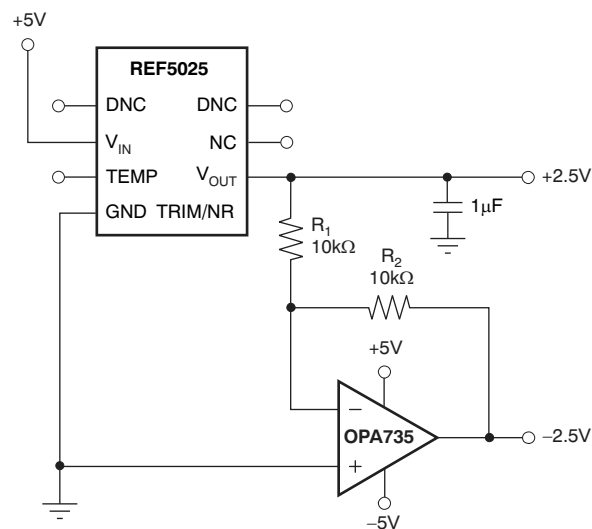 +5V
REF5025
DNC
DNC
V_IN
NC
TEMP
V_OUT
+2.5V
GND
TRIM/NR
1μF
R_1
10kΩ
R_2
10kΩ
+5V
−
OPA735
−2.5V
+
−5V